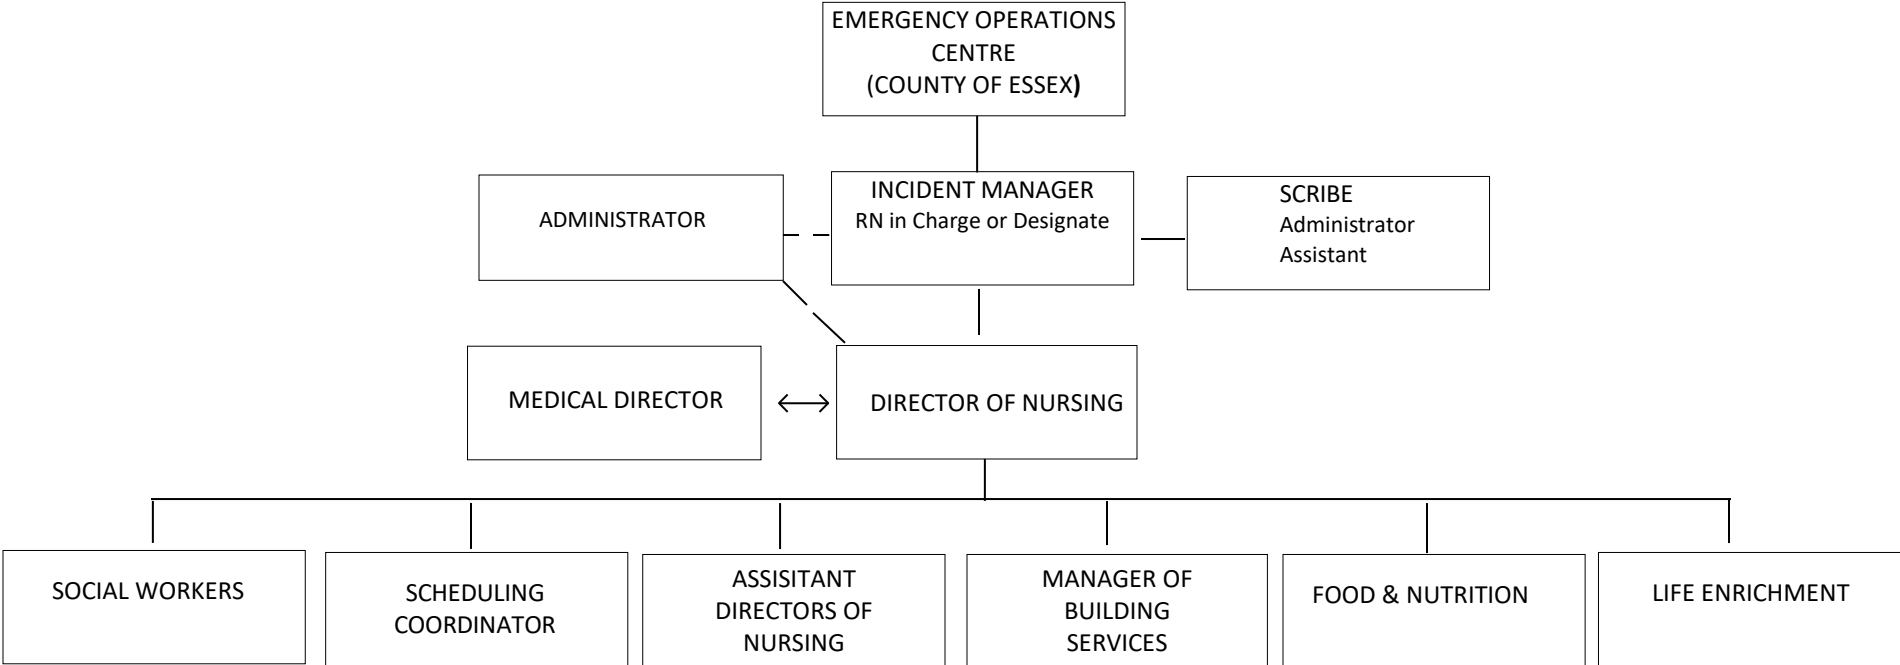 EMERGENCY OPERATIONS
CENTRE
(COUNTY OF ESSEX)
ADMINISTRATOR
INCIDENT MANAGER
RN in Charge or Designate
SCRIBE
Administrator
Assistant
MEDICAL DIRECTOR
DIRECTOR OF NURSING
SOCIAL WORKERS
SCHEDULING
COORDINATOR
ASSISITANT
DIRECTORS OF
NURSING
MANAGER OF
BUILDING
SERVICES
FOOD & NUTRITION
LIFE ENRICHMENT